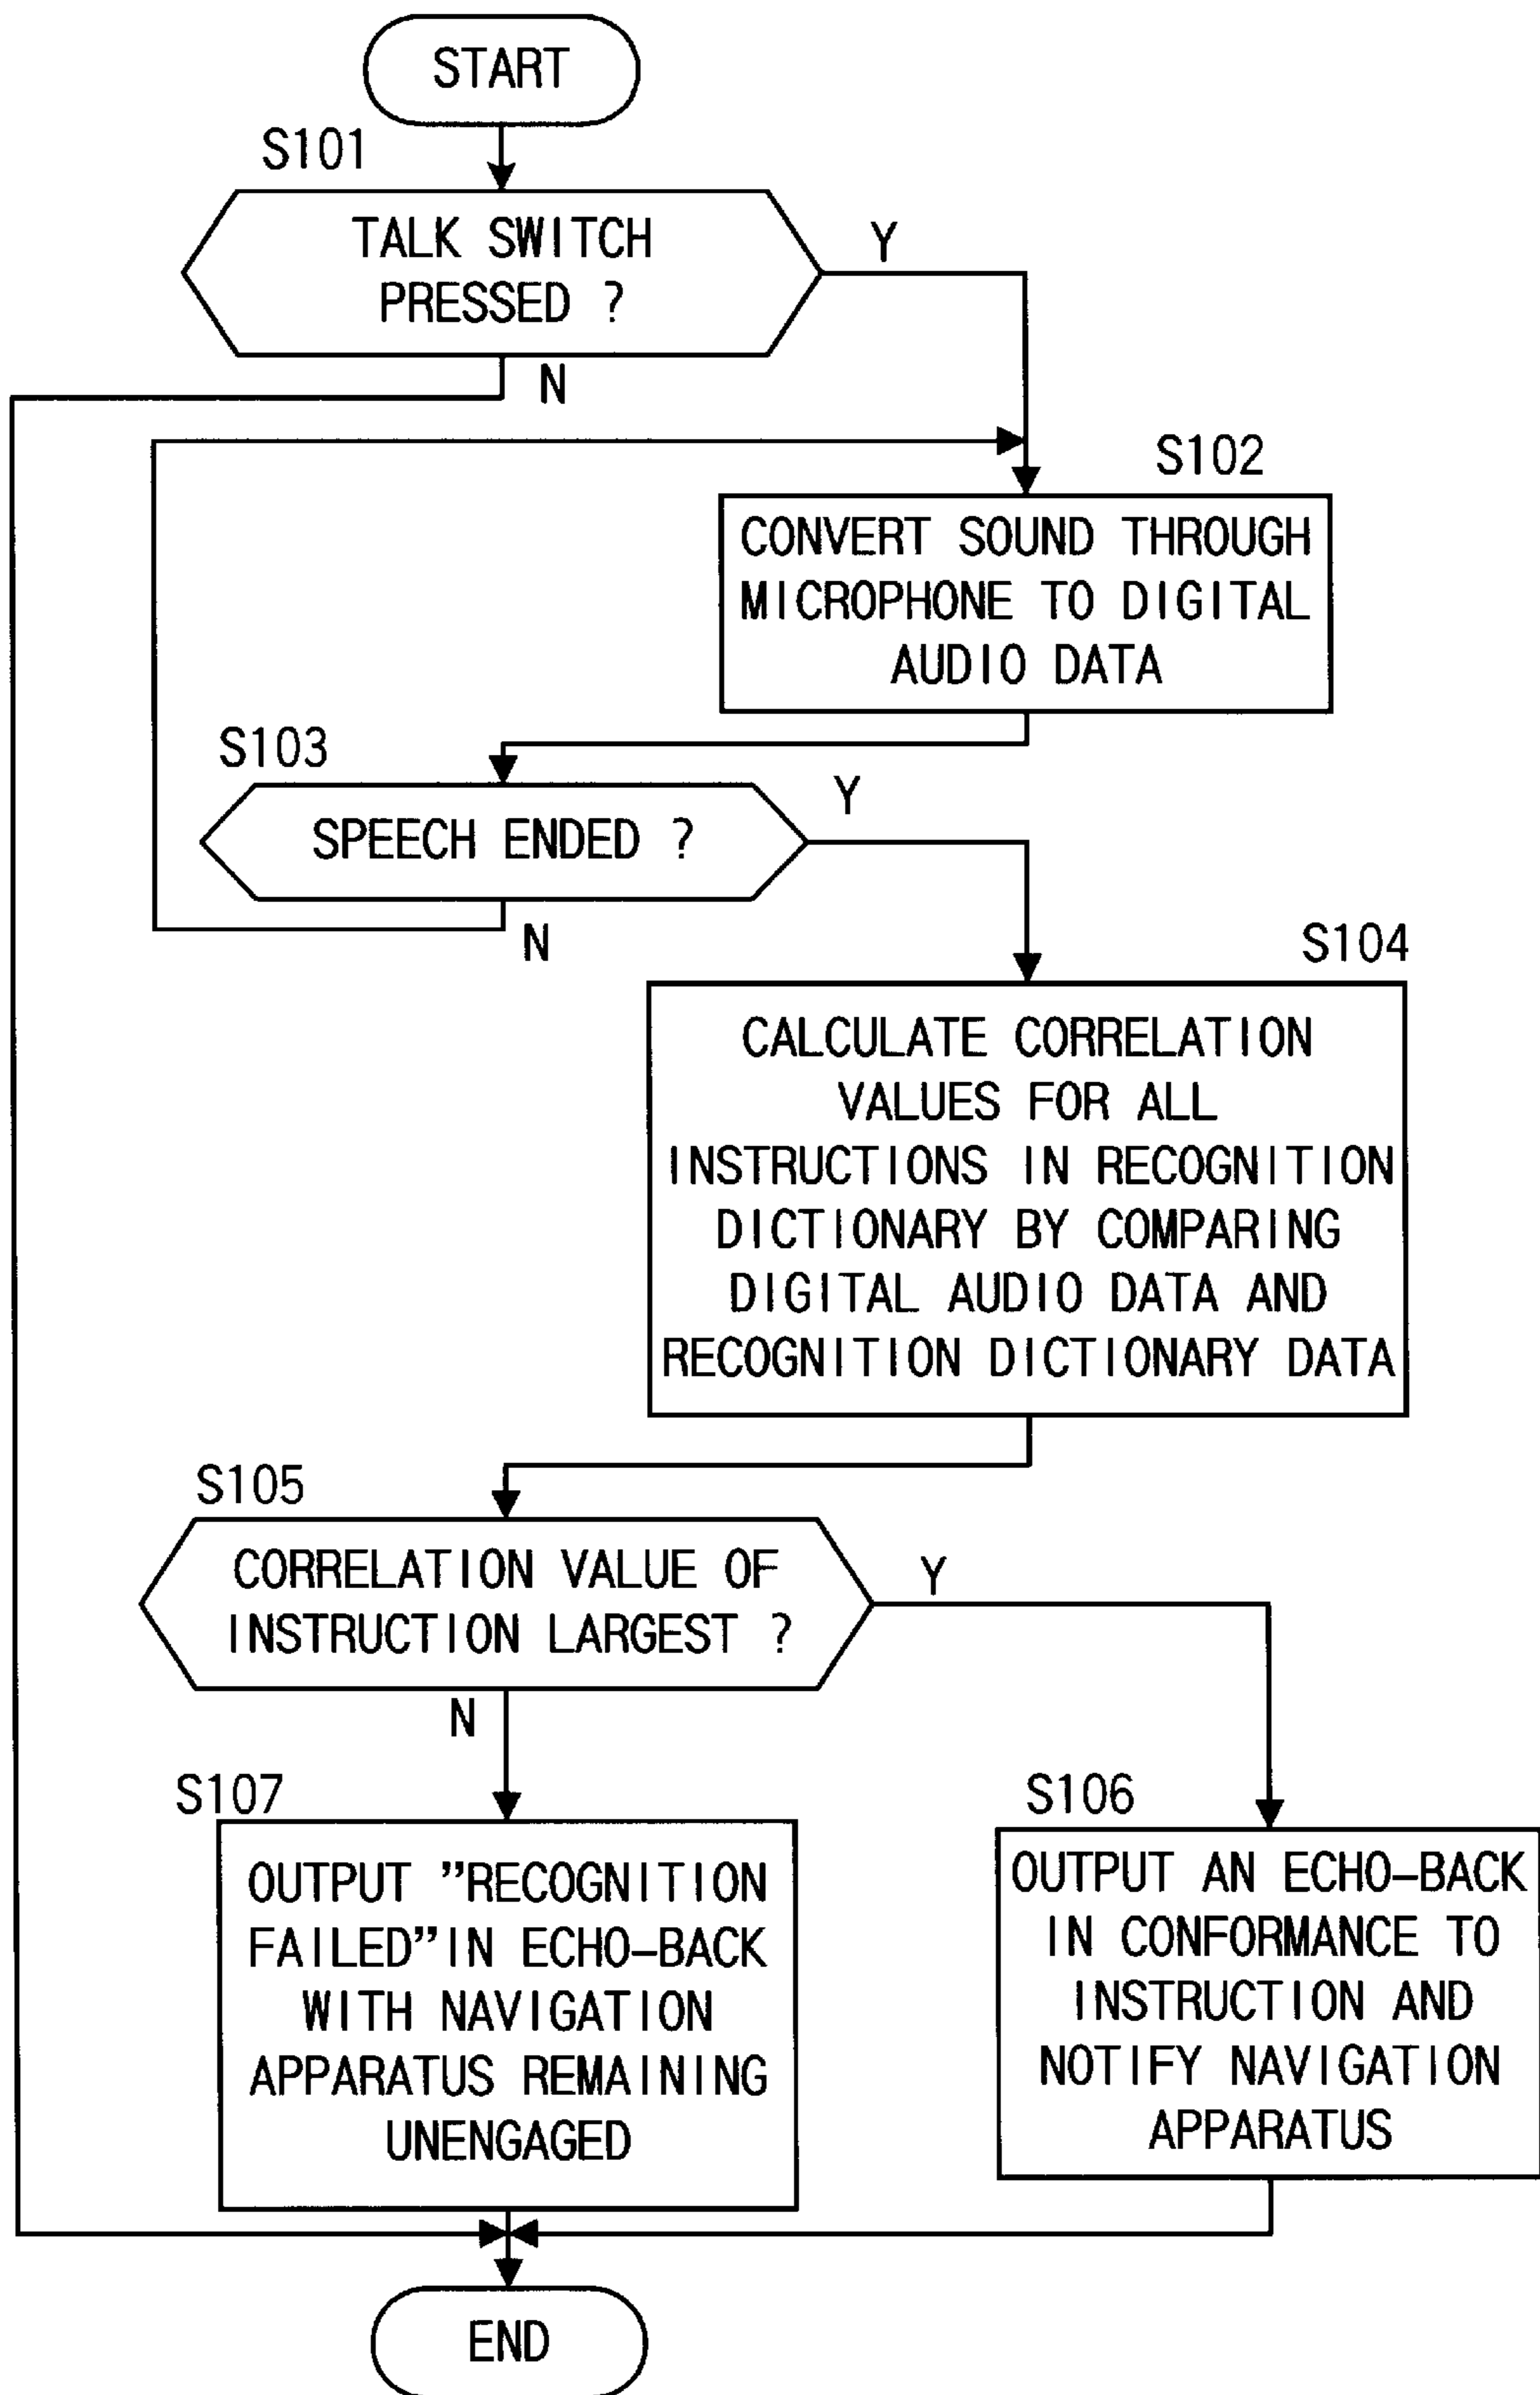 START
S101
TALK SWITCH
PRESSED ?
Y
N
S102
CONVERT SOUND THROUGH
MICROPHONE TO DIGITAL
AUDIO DATA
S103
SPEECH ENDED ?
Y
N
S104
CALCULATE CORRELATION
VALUES FOR ALL
INSTRUCTIONS IN RECOGNITION
DICTIONARY BY COMPARING
DIGITAL AUDIO DATA AND
RECOGNITION DICTIONARY DATA
S105
CORRELATION VALUE OF
INSTRUCTION LARGEST ?
Y
N
S107
OUTPUT ”RECOGNITION
FAILED”IN ECHO-BACK
WITH NAVIGATION
APPARATUS REMAINING
UNENGAGED
S106
OUTPUT AN ECHO-BACK
IN CONFORMANCE TO
INSTRUCTION AND
NOTIFY NAVIGATION
APPARATUS
END